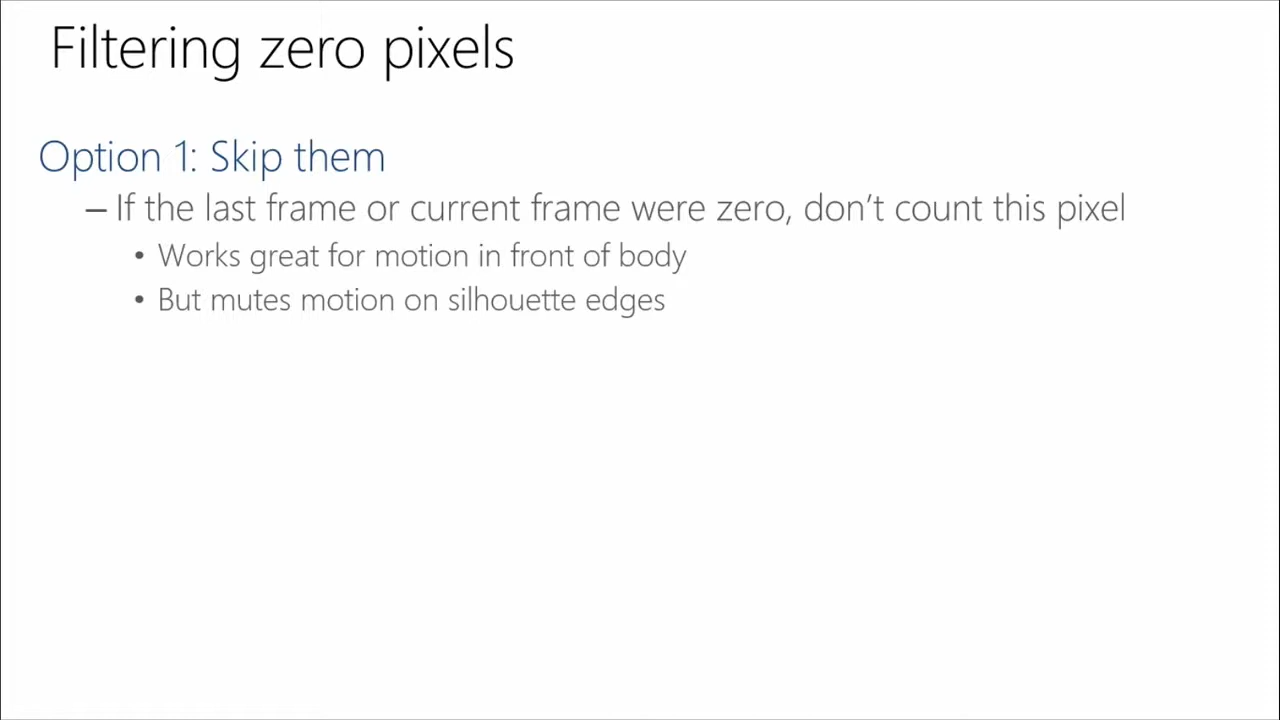 Filtering zero pixels
Option 1: Skip them
– If the last frame or current frame were zero, don't count this pixel
• Works great for motion in front of body
• But mutes motion on silhouette edges